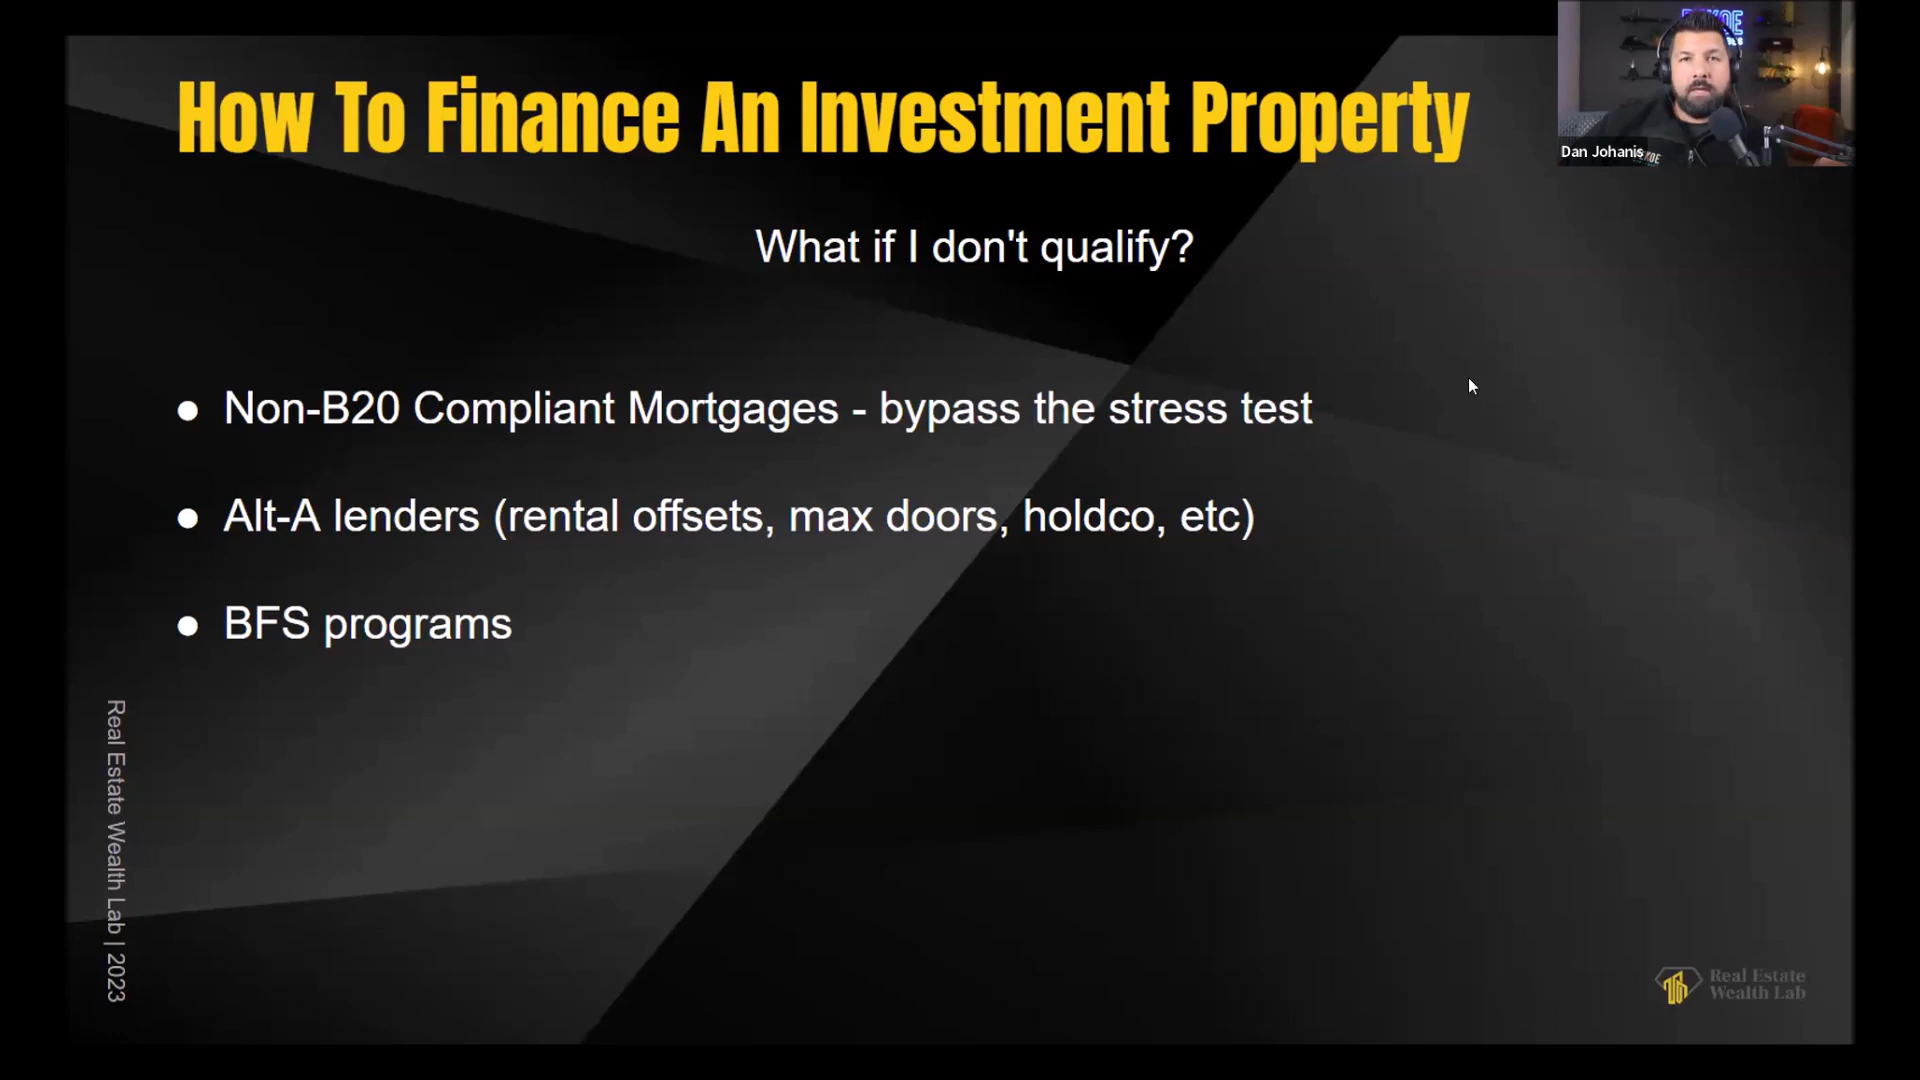 How To Finance An Investment Property
Dan Johanis
What if I don't qualify?
● Non-B20 Compliant Mortgages - bypass the stress test
● Alt-A lenders (rental offsets, max doors, holdco, etc)
● BFS programs
Real Estate Wealth Lab | 2023
Real Estate
Wealth Lab